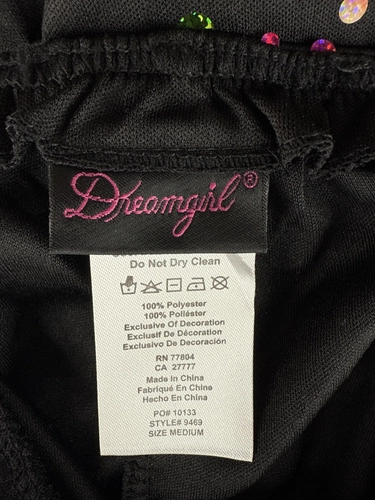 Dreamgirl®
Do Not Dry Clean
100% Polyester
100% Poliéster
Exclusive Of Decoration
Exclusif De Décoration
Exclusivo De Decoración
RN 77804
CA 27777
Made in China
Fabriqué En Chine
Hecho En China
PO# 10133
STYLE# 9469
SIZE MEDIUM